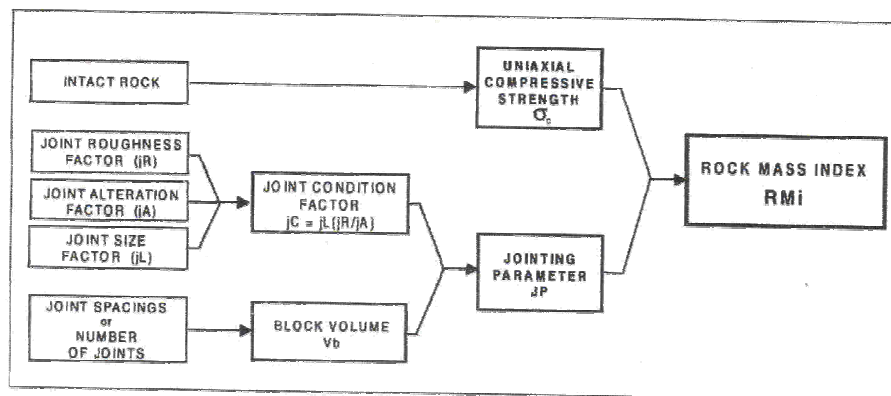 INTACT ROCK
UNIAXIAL
COMPRESSIVE
STRENGTH
σc
JOINT ROUGHNESS
FACTOR (jR)
JOINT ALTERATION
FACTOR (jA)
JOINT SIZE
FACTOR (jL)
JOINT CONDITION
FACTOR
jC = jL(jR/jA)
ROCK MASS INDEX
RMi
JOINTING
PARAMETER
JP
JOINT SPACINGS
or
NUMBER
OF JOINTS
BLOCK VOLUME
Vb